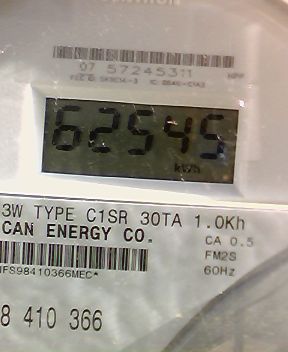 07 57245311
62545
kWh
3W TYPE C1SR 30TA 1.0Kh
CAN ENERGY CO.
CA 0.5
FM2S
60Hz
8 410 366